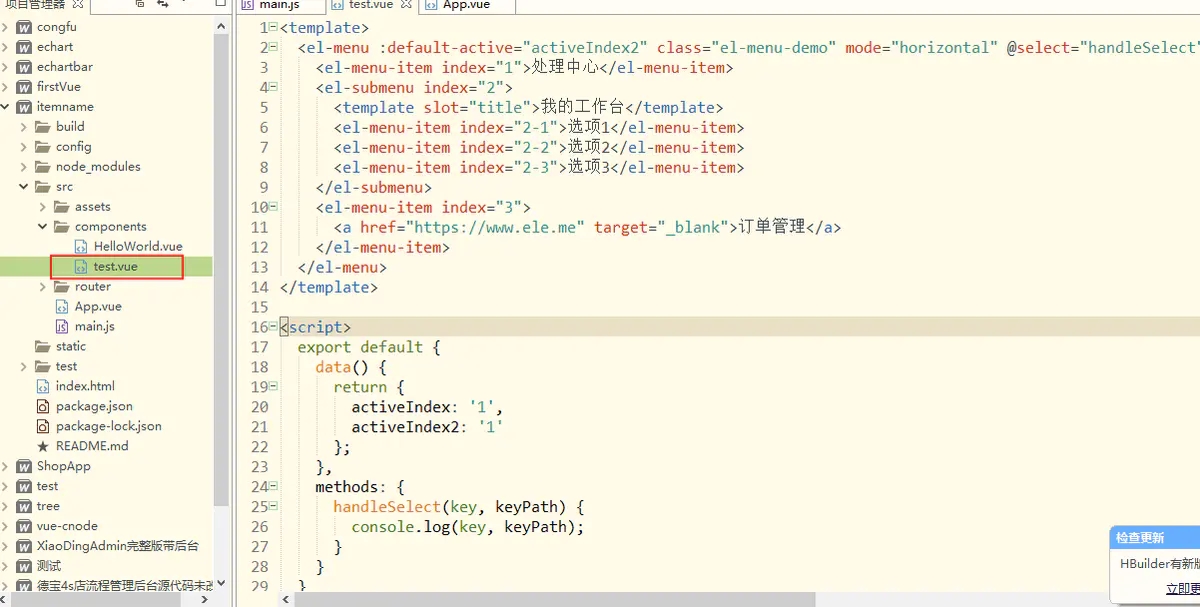 项目管理器
main.js
test.vue
App.vue
congfu
echart
echartbar
firstVue
itemname
build
config
node_modules
src
assets
components
HelloWorld.vue
test.vue
router
App.vue
main.js
static
test
index.html
package.json
package-lock.json
README.md
ShopApp
test
tree
vue-cnode
XiaoDingAdmin完整版带后台
测试
德宝4s店流程管理后台源代码未改
1 <template>
2 <el-menu :default-active="activeIndex2" class="el-menu-demo" mode="horizontal" @select="handleSelect"
3 <el-menu-item index="1">处理中心</el-menu-item>
4 <el-submenu index="2">
5 <template slot="title">我的工作台</template>
6 <el-menu-item index="2-1">选项1</el-menu-item>
7 <el-menu-item index="2-2">选项2</el-menu-item>
8 <el-menu-item index="2-3">选项3</el-menu-item>
9 </el-submenu>
10 <el-menu-item index="3">
11 <a href="https://www.ele.me" target="_blank">订单管理</a>
12 </el-menu-item>
13 </el-menu>
14 </template>
15
16 <script>
17 export default {
18 data() {
19 return {
20 activeIndex: '1',
21 activeIndex2: '1'
22 };
23 },
24 methods: {
25 handleSelect(key, keyPath) {
26 console.log(key, keyPath);
27 }
28 }
29 }
检查更新
HBuilder有新版
立即更